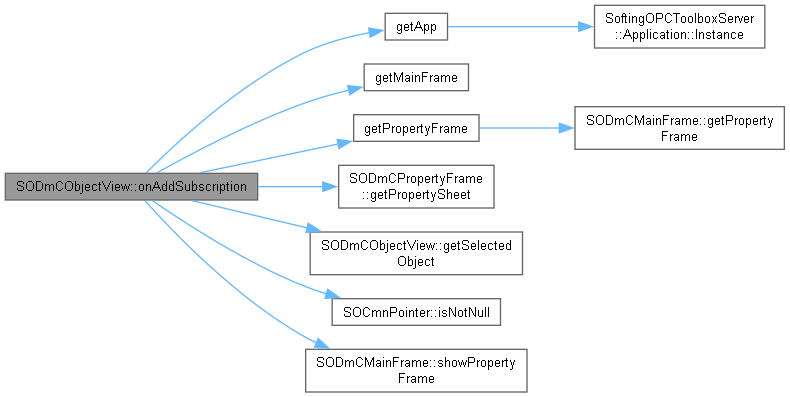 SODmCObjectView::onAddSubscription
getApp
SoftingOPCToolboxServer
::Application::Instance
getMainFrame
getPropertyFrame
SODmCMainFrame::getProperty
Frame
SODmCPropertyFrame
::getPropertySheet
SODmCObjectView::getSelected
Object
SOCmnPointer::isNotNull
SODmCMainFrame::showProperty
Frame